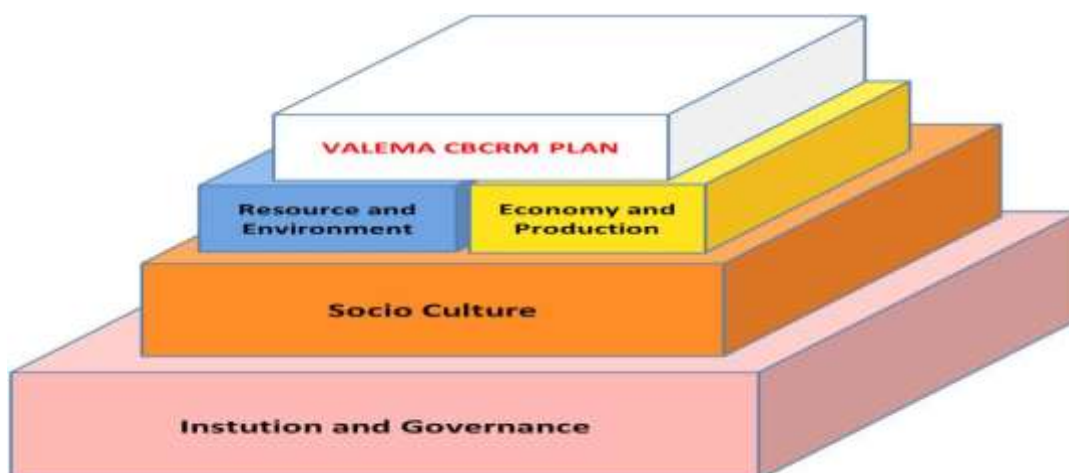 VALEMA CBCRM PLAN
Resource and
Environment
Economy and
Production
Socio Culture
Instution and Governance